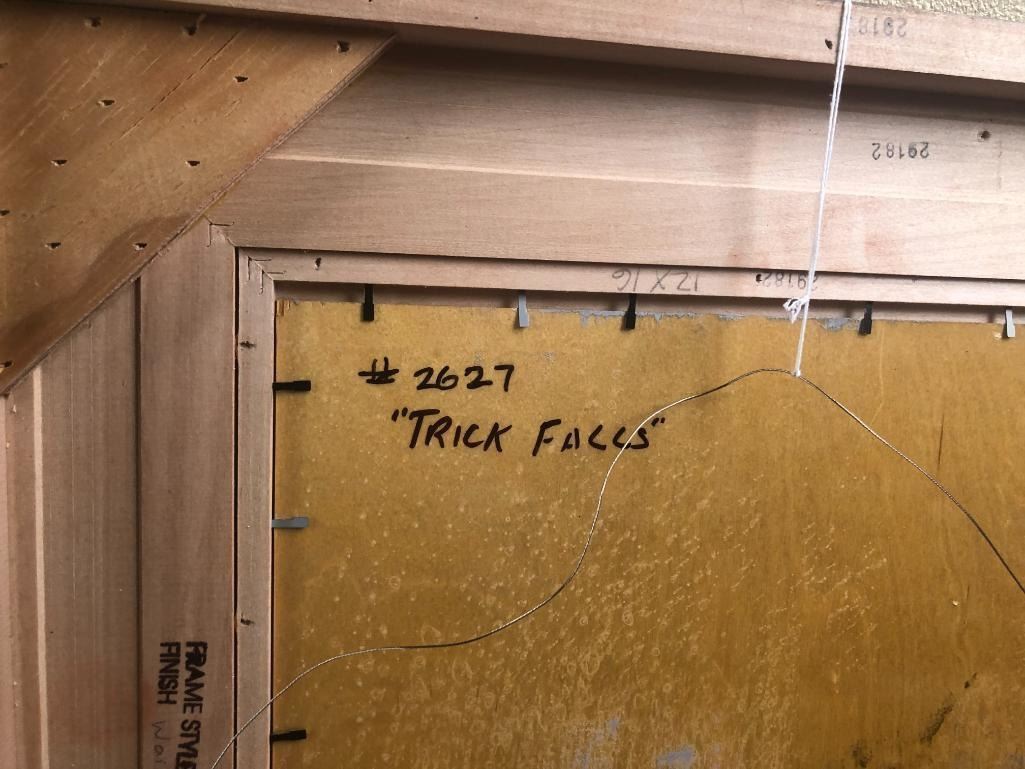 29182
29182
12 X 16 29182
# 2627
"TRICK FALLS"
FRAME STYLE
FINISH